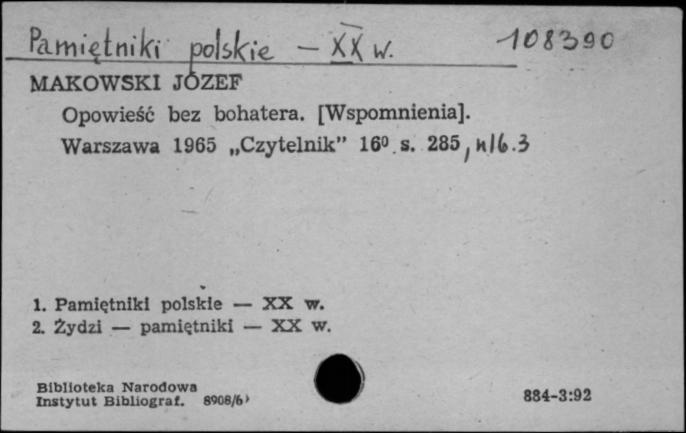 Pamiętniki polskie — XX w. 108390
MAKOWSKI JÓZEF
Opowieść bez bohatera. [Wspomnienia].
Warszawa 1965 „Czytelnik” 16⁰ s. 285, nlb.3
1. Pamiętniki polskie — XX w.
2. Żydzi — pamiętniki — XX w.
Biblioteka Narodowa
Instytut Bibliograf. 8908/6
884-3:92